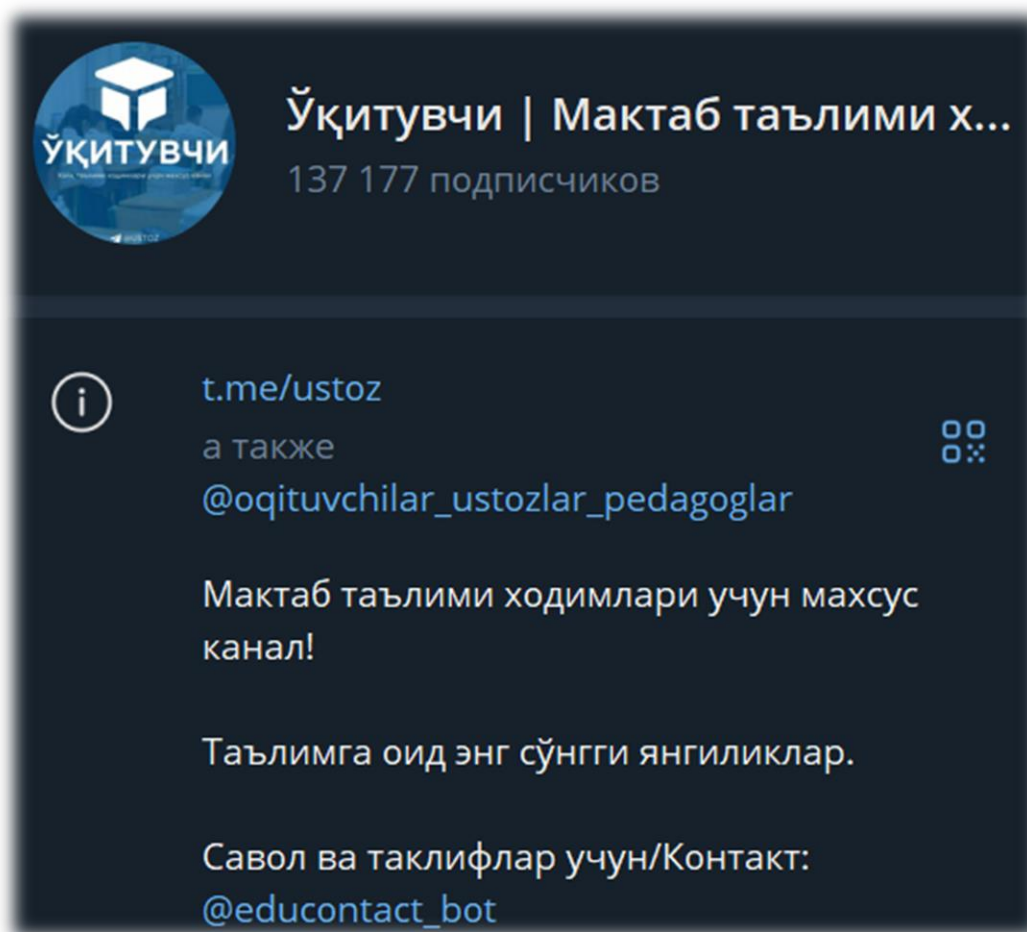 ЎҚИТУВЧИ
@USTOZ
Ўқитувчи | Мактаб таълими х...
137 177 подписчиков
t.me/ustoz
а также
@oqituvchilar_ustozlar_pedagoglar
Мактаб таълими ходимлари учун махсус
канал!
Таълимга оид энг сўнгги янгиликлар.
Савол ва таклифлар учун/Контакт:
@educontact_bot